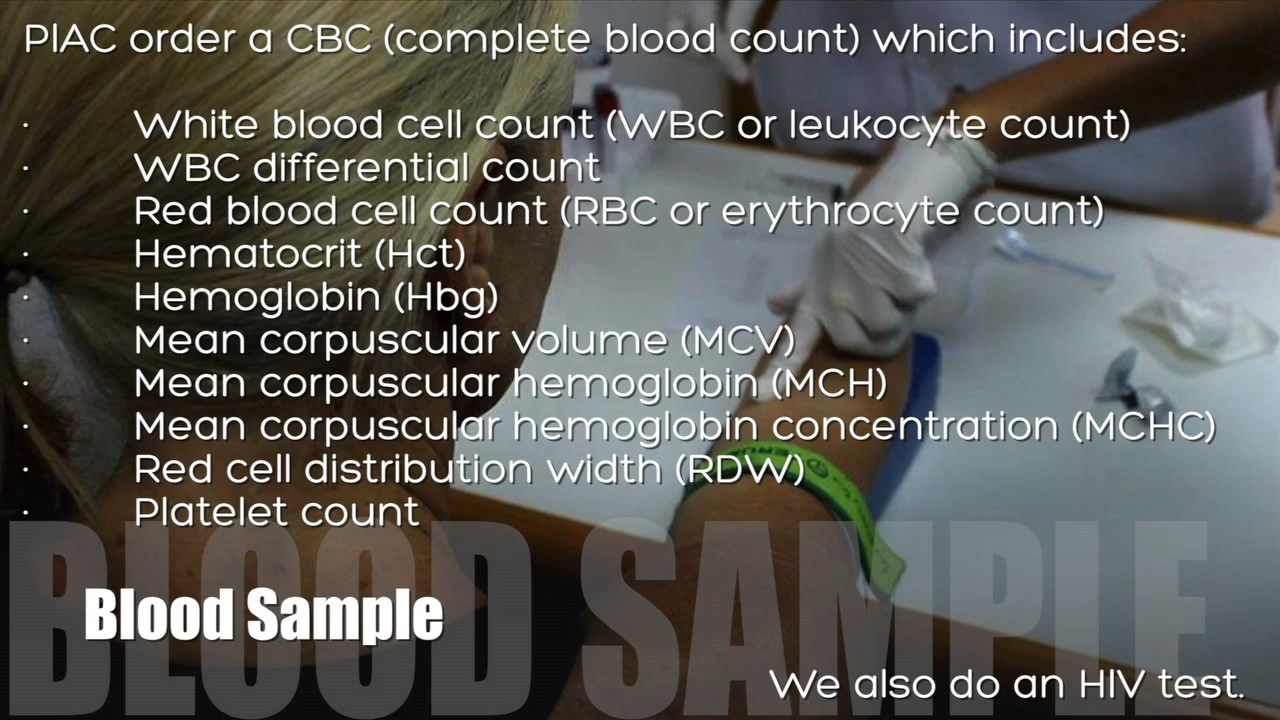 PIAC order a CBC (complete blood count) which includes:
· White blood cell count (WBC or leukocyte count)
· WBC differential count
· Red blood cell count (RBC or erythrocyte count)
· Hematocrit (Hct)
· Hemoglobin (Hbg)
· Mean corpuscular volume (MCV)
· Mean corpuscular hemoglobin (MCH)
· Mean corpuscular hemoglobin concentration (MCHC)
· Red cell distribution width (RDW)
· Platelet count
BLOOD SAMPLE
Blood Sample
We also do an HIV test.